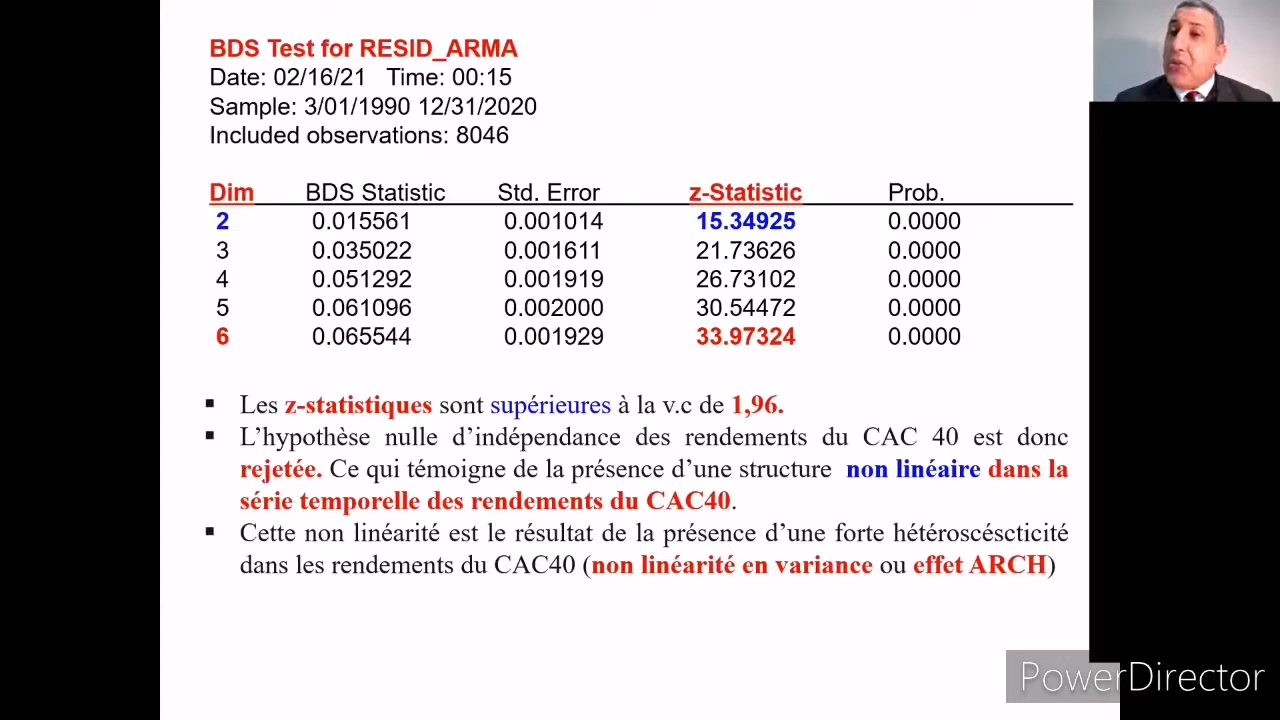 BDS Test for RESID_ARMA
Date: 02/16/21 Time: 00:15
Sample: 3/01/1990 12/31/2020
Included observations: 8046
Dim BDS Statistic Std. Error z-Statistic Prob.
2 0.015561 0.001014 15.34925 0.0000
3 0.035022 0.001611 21.73626 0.0000
4 0.051292 0.001919 26.73102 0.0000
5 0.061096 0.002000 30.54472 0.0000
6 0.065544 0.001929 33.97324 0.0000
▪ Les z-statistiques sont supérieures à la v.c de 1,96.
▪ L’hypothèse nulle d’indépendance des rendements du CAC 40 est donc
rejetée. Ce qui témoigne de la présence d’une structure non linéaire dans la
série temporelle des rendements du CAC40.
▪ Cette non linéarité est le résultat de la présence d’une forte hétéroscéscticité
dans les rendements du CAC40 (non linéarité en variance ou effet ARCH)
PowerDirector